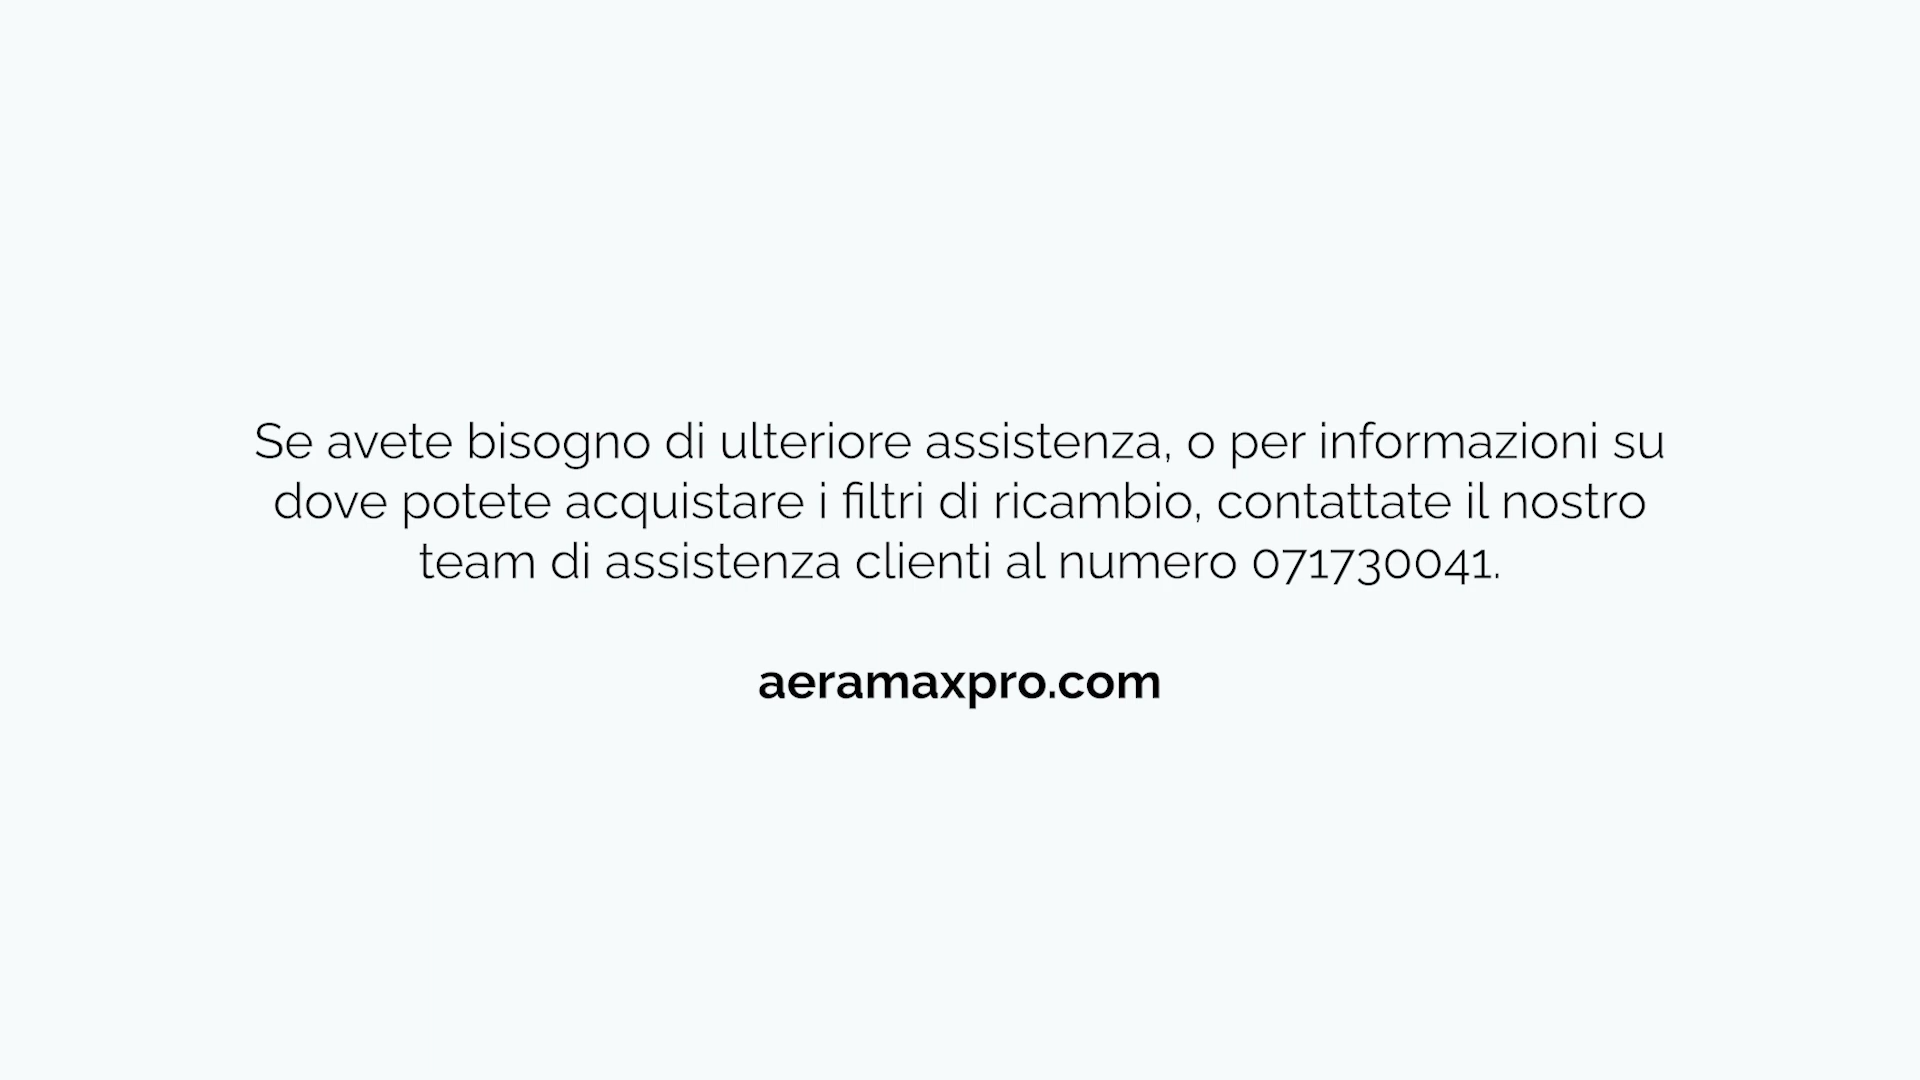 Se avete bisogno di ulteriore assistenza, o per informazioni su
dove potete acquistare i filtri di ricambio, contattate il nostro
team di assistenza clienti al numero 071730041.
aeramaxpro.com